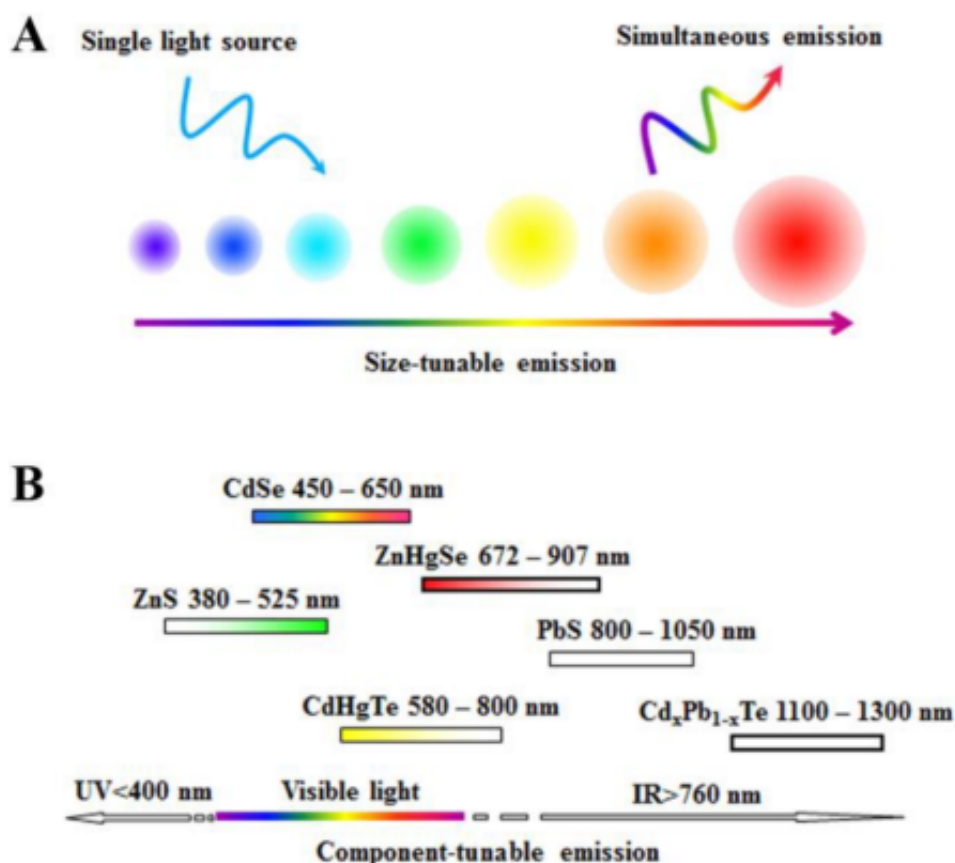 A
Single light source
Simultaneous emission
Size-tunable emission
B
CdSe 450 – 650 nm
ZnHgSe 672 – 907 nm
ZnS 380 – 525 nm
PbS 800 – 1050 nm
CdHgTe 580 – 800 nm
CdₓPb₁₋ₓTe 1100 – 1300 nm
UV<400 nm
Visible light
IR>760 nm
Component-tunable emission